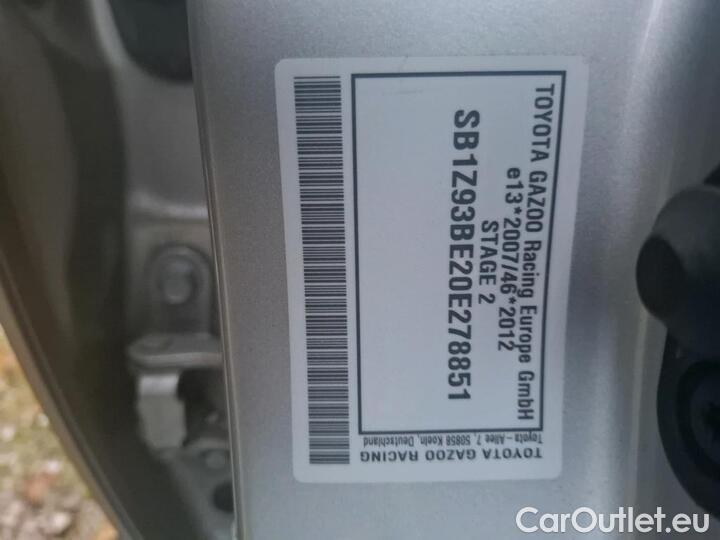 TOYOTA GAZOO Racing Europe GmbH
e13*2007/46*2012
STAGE 2
SB1Z93BE20E278851
Toyota-Allee 7, 50858 Koeln, Deutschland
TOYOTA GAZOO RACING
CarOutlet.eu